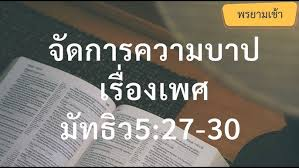 พรยามเช้า
จัดการความบาป
เรื่องเพศ
มัทธิว5:27-30